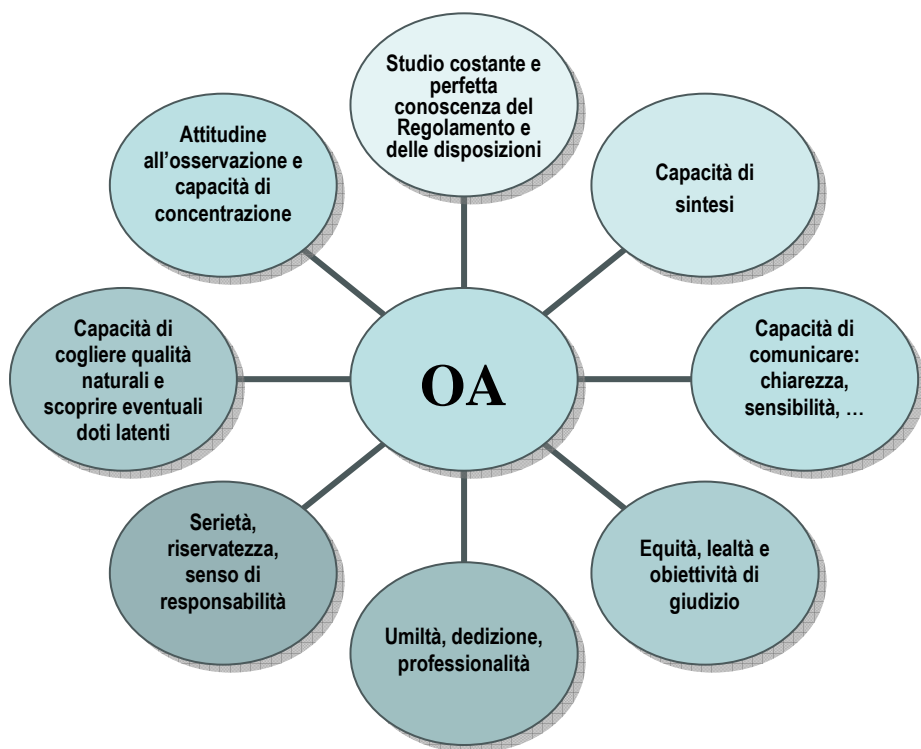 Studio costante e
perfetta
conoscenza del
Regolamento e
delle disposizioni
Capacità di
sintesi
Capacità di
comunicare:
chiarezza,
sensibilità, …
Equità, lealtà e
obiettività di
giudizio
Umiltà, dedizione,
professionalità
Serietà,
riservatezza,
senso di
responsabilità
Capacità di
cogliere qualità
naturali e
scoprire eventuali
doti latenti
Attitudine
all’osservazione e
capacità di
concentrazione
OA